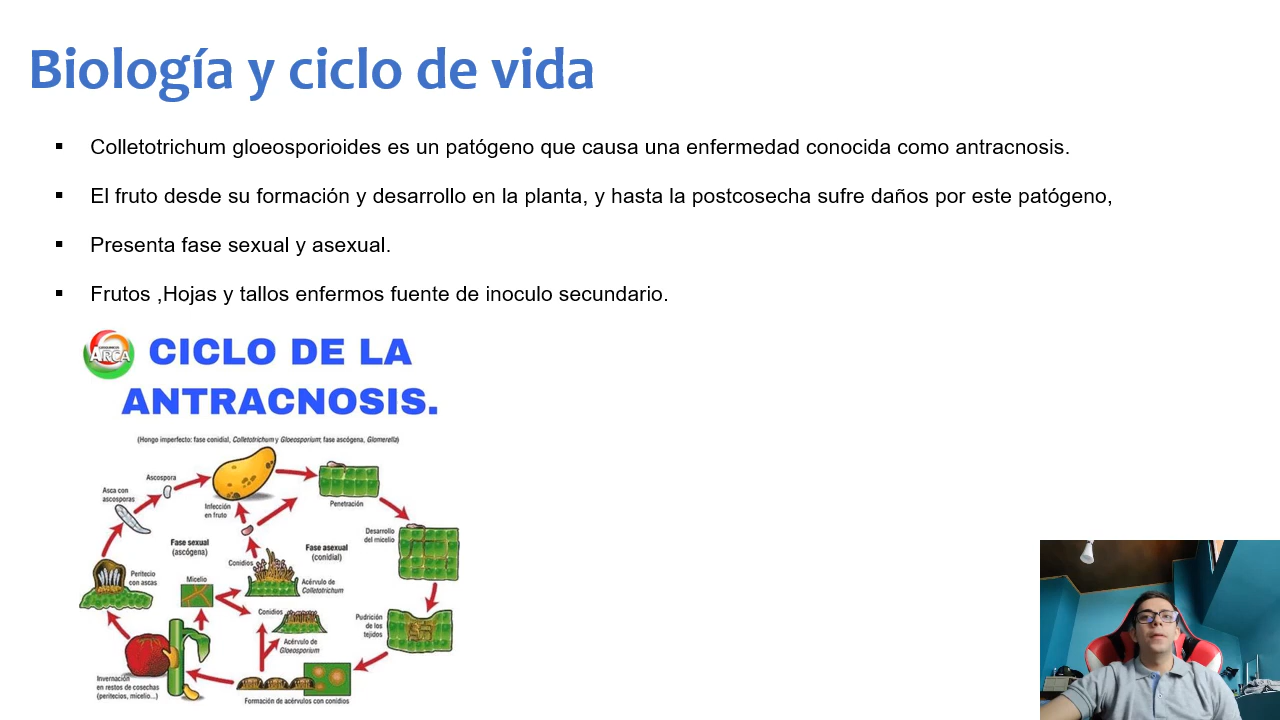 Biología y ciclo de vida
Colletotrichum gloeosporioides es un patógeno que causa una enfermedad conocida como antracnosis.
El fruto desde su formación y desarrollo en la planta, y hasta la postcosecha sufre daños por este patógeno,
Presenta fase sexual y asexual.
Frutos ,Hojas y tallos enfermos fuente de inoculo secundario.
ARCA
CICLO DE LA
ANTRACNOSIS.
(Hongo imperfecto: fase conidial, Colletotrichum y Gloeosporium; fase ascógena, Glomerella)
Ascospora
Asca con
ascosporas
Infección
en fruto
Penetración
Desarrollo
del micelio
Fase sexual
(ascógena)
Fase asexual
(conidial)
Conidios
Peritecio
con ascas
Micelio
Acérvulo de
Colletotrichum
Conidios
Pudrición
de los
tejidos
Acérvulo de
Gloeosporium
Invernación
en restos de cosechas
(peritecios, micelio...)
Formación de acérvulos con conidios